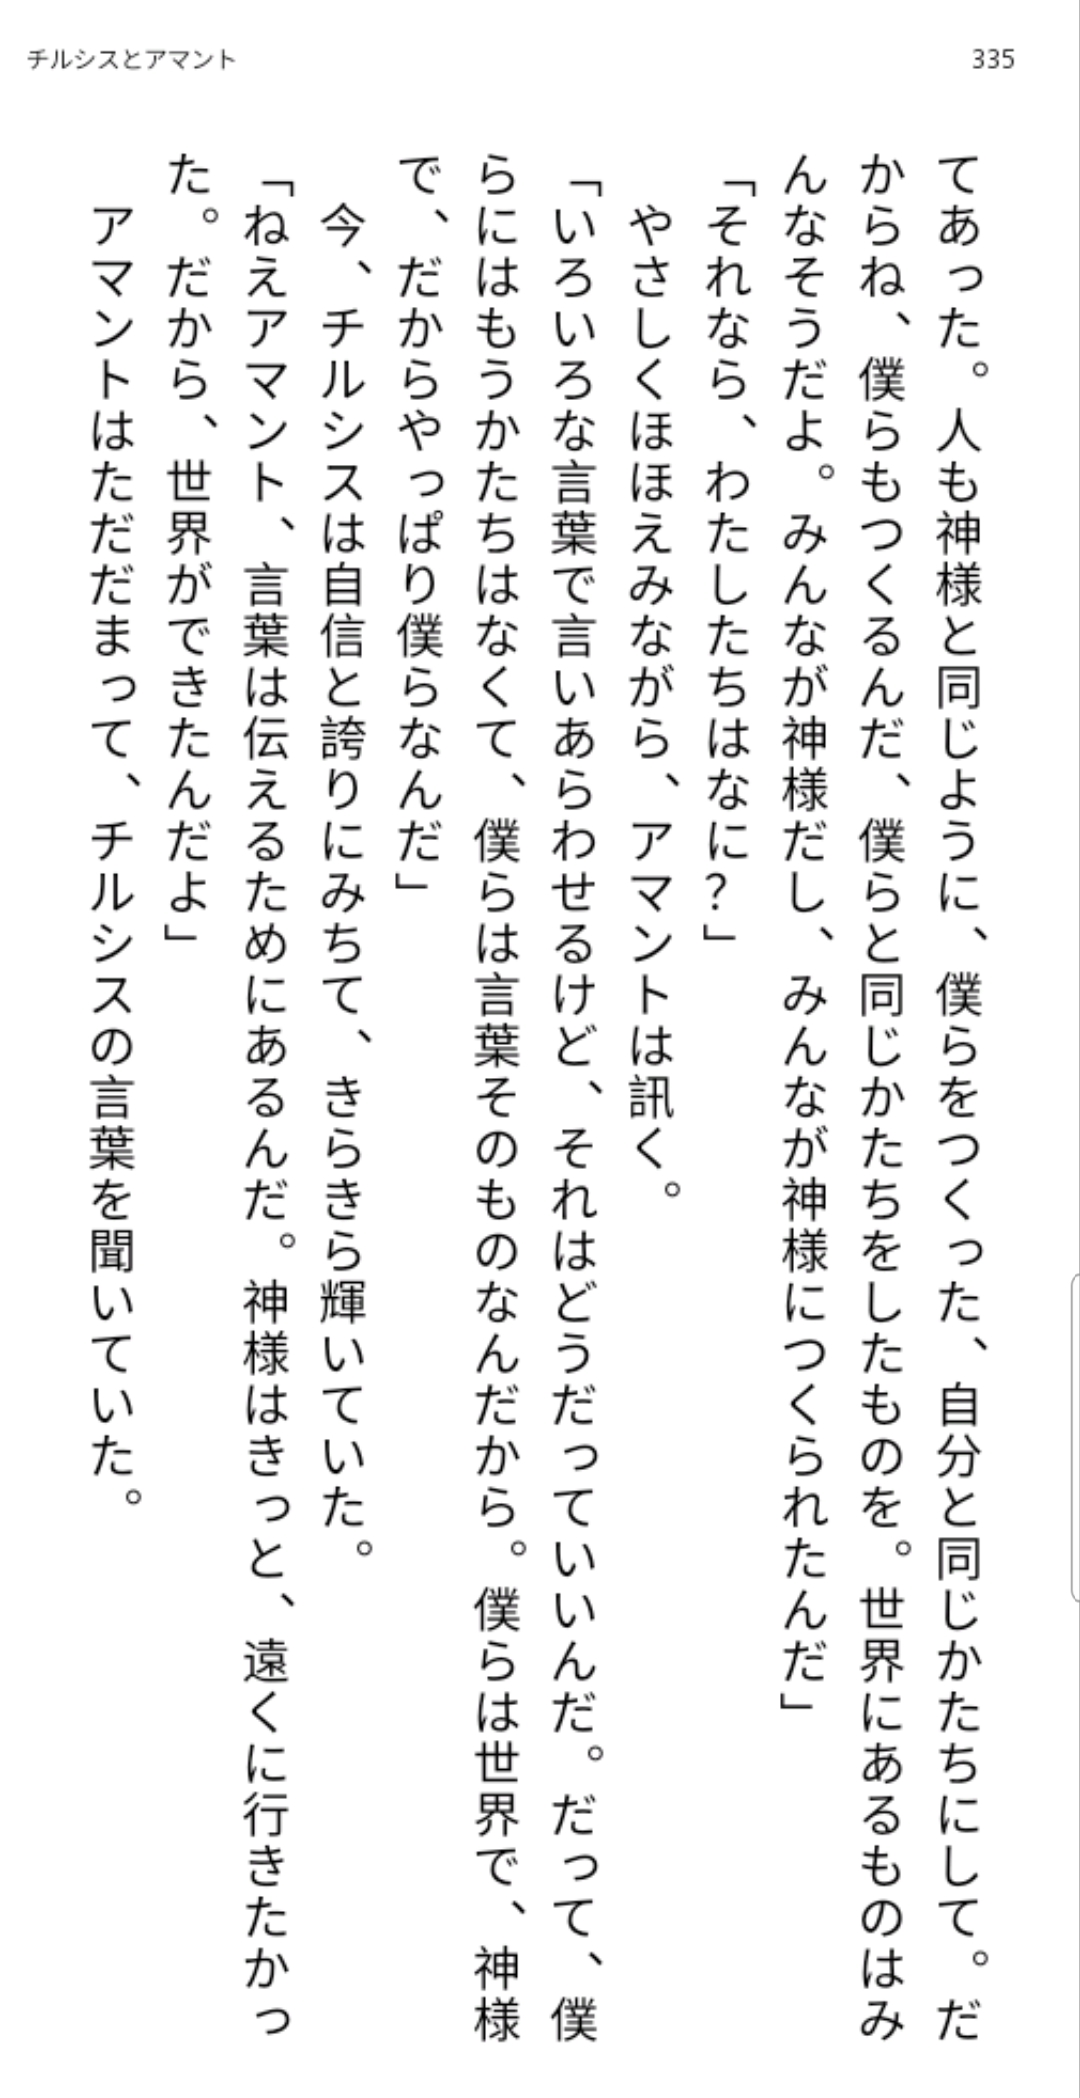 チルシスとアマント
335
てあった。人も神様と同じように、僕らをつくった、自分と同じかたちにして。だ
からね、僕らもつくるんだ、僕らと同じかたちをしたものを。世界にあるものはみ
んなそうだよ。みんなが神様だし、みんなが神様につくられたんだ」
「それなら、わたしたちはなに？」
やさしくほほえみながら、アマントは訊く。
「いろいろな言葉で言いあらわせるけど、それはどうだっていいんだ。だって、僕
らにはもうかたちはなくて、僕らは言葉そのものなんだから。僕らは世界で、神様
で、だからやっぱり僕らなんだ」
今、チルシスは自信と誇りにみちて、きらきら輝いていた。
「ねえアマント、言葉は伝えるためにあるんだ。神様はきっと、遠くに行きたかっ
た。だから、世界ができたんだよ」
アマントはただだまって、チルシスの言葉を聞いていた。